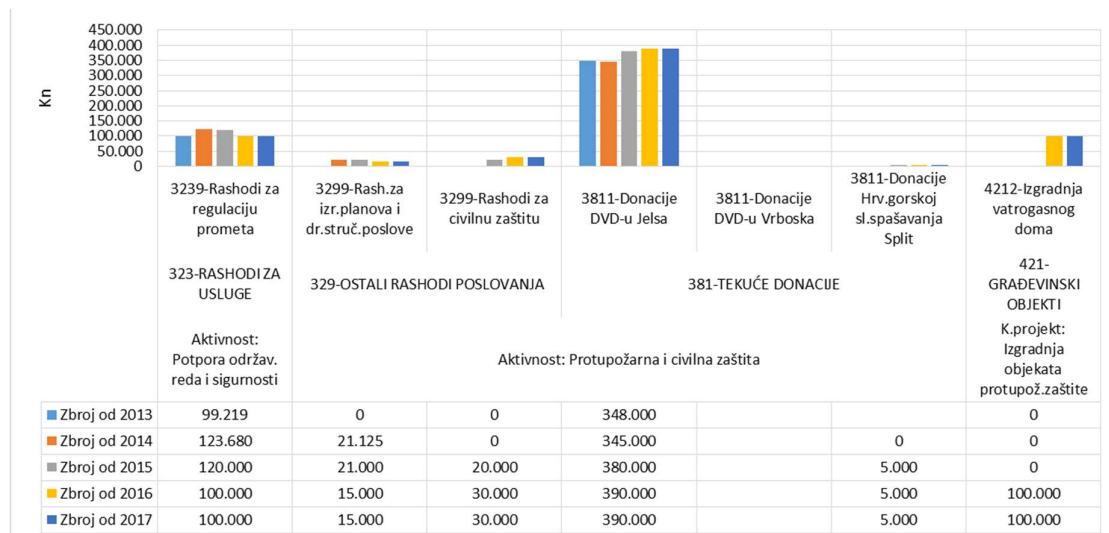 450.000
400.000
350.000
300.000
250.000
200.000
150.000
100.000
50.000
0
Kn
3239-Rashodi za
regulaciju
prometa
3299-Rash.za
izr.planova i
dr.struč.poslove
3299-Rashodi za
civilnu zaštitu
3811-Donacije
DVD-u Jelsa
3811-Donacije
DVD-u Vrboska
3811-Donacije
Hrv.gorskoj
sl.spašavanja
Split
4212-Izgradnja
vatrogasnog
doma
323-RASHODI ZA
USLUGE
329-OSTALI RASHODI POSLOVANJA
381-TEKUĆE DONACIJE
421-
GRAĐEVINSKI
OBJEKTI
Aktivnost:
Potpora održav.
reda i sigurnosti
Aktivnost: Protupožarna i civilna zaštita
K.projekt:
Izgradnja
objekata
protupož.zaštite
Zbroj od 2013 99.219 0 0 348.000 0
Zbroj od 2014 123.680 21.125 0 345.000 0 0
Zbroj od 2015 120.000 21.000 20.000 380.000 5.000 0
Zbroj od 2016 100.000 15.000 30.000 390.000 5.000 100.000
Zbroj od 2017 100.000 15.000 30.000 390.000 5.000 100.000